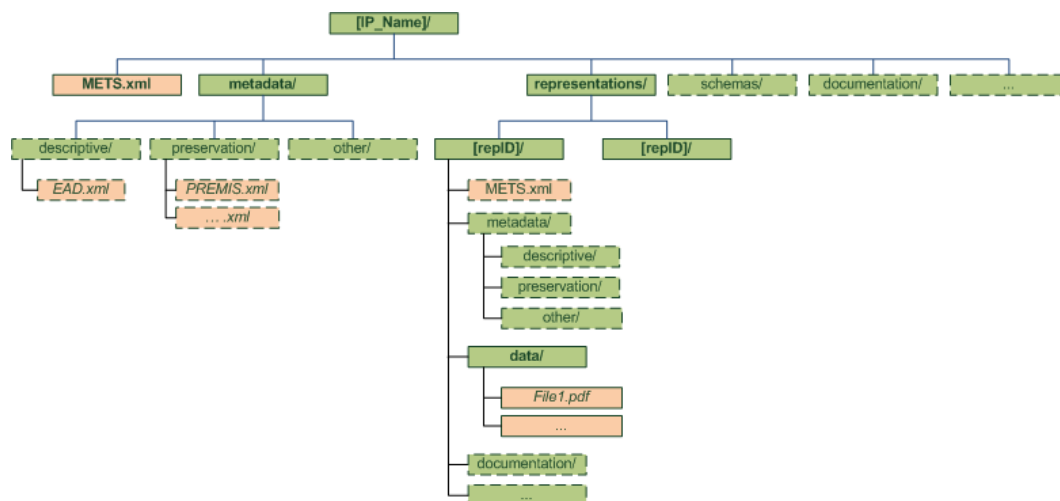 [IP_Name]/
METS.xml
metadata/
representations/
schemas/
documentation/
...
descriptive/
preservation/
other/
[repID]/
[repID]/
EAD.xml
PREMIS.xml
... .xml
METS.xml
metadata/
descriptive/
preservation/
other/
data/
File1.pdf
...
documentation/
...